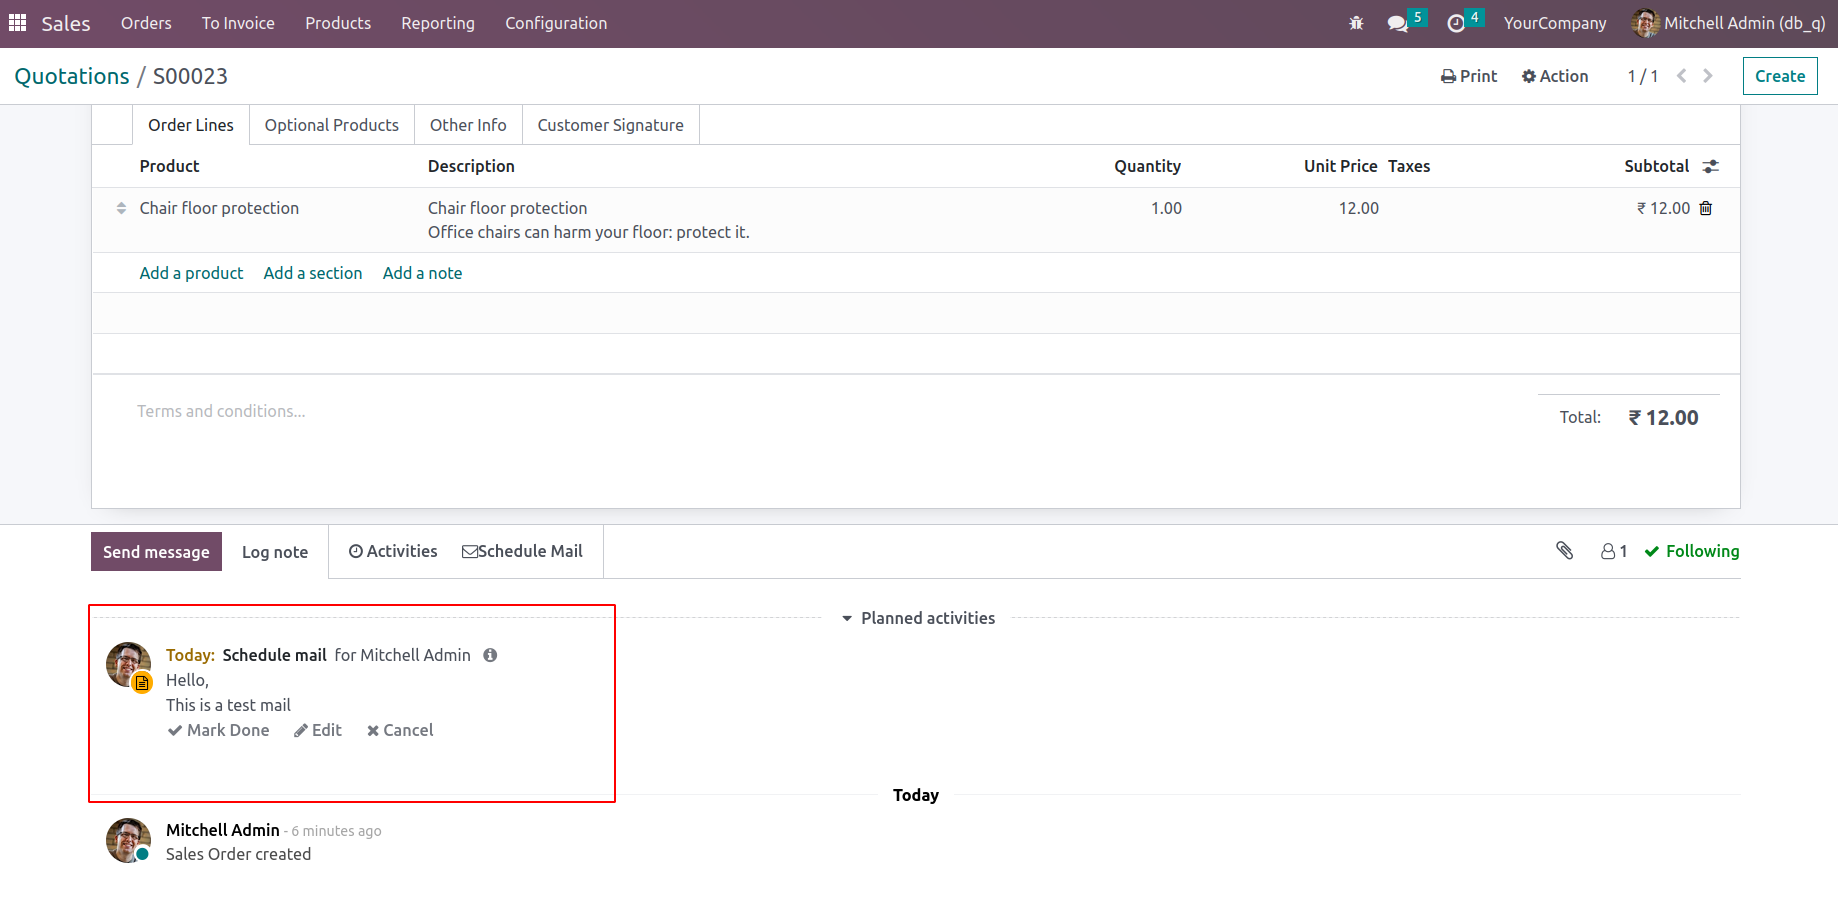 Sales Orders To Invoice Products Reporting Configuration 5 4 YourCompany Mitchell Admin (db_q)
Quotations / S00023 Print Action 1 / 1 Create
Order Lines Optional Products Other Info Customer Signature
Product Description Quantity Unit Price Taxes Subtotal
Chair floor protection Chair floor protection 1.00 12.00 ₹ 12.00
Office chairs can harm your floor: protect it.
Add a product Add a section Add a note
Terms and conditions...
Total: ₹ 12.00
Send message Log note Activities Schedule Mail 1 Following
Planned activities
Today: Schedule mail for Mitchell Admin
Hello,
This is a test mail
Mark Done Edit Cancel
Today
Mitchell Admin - 6 minutes ago
Sales Order created